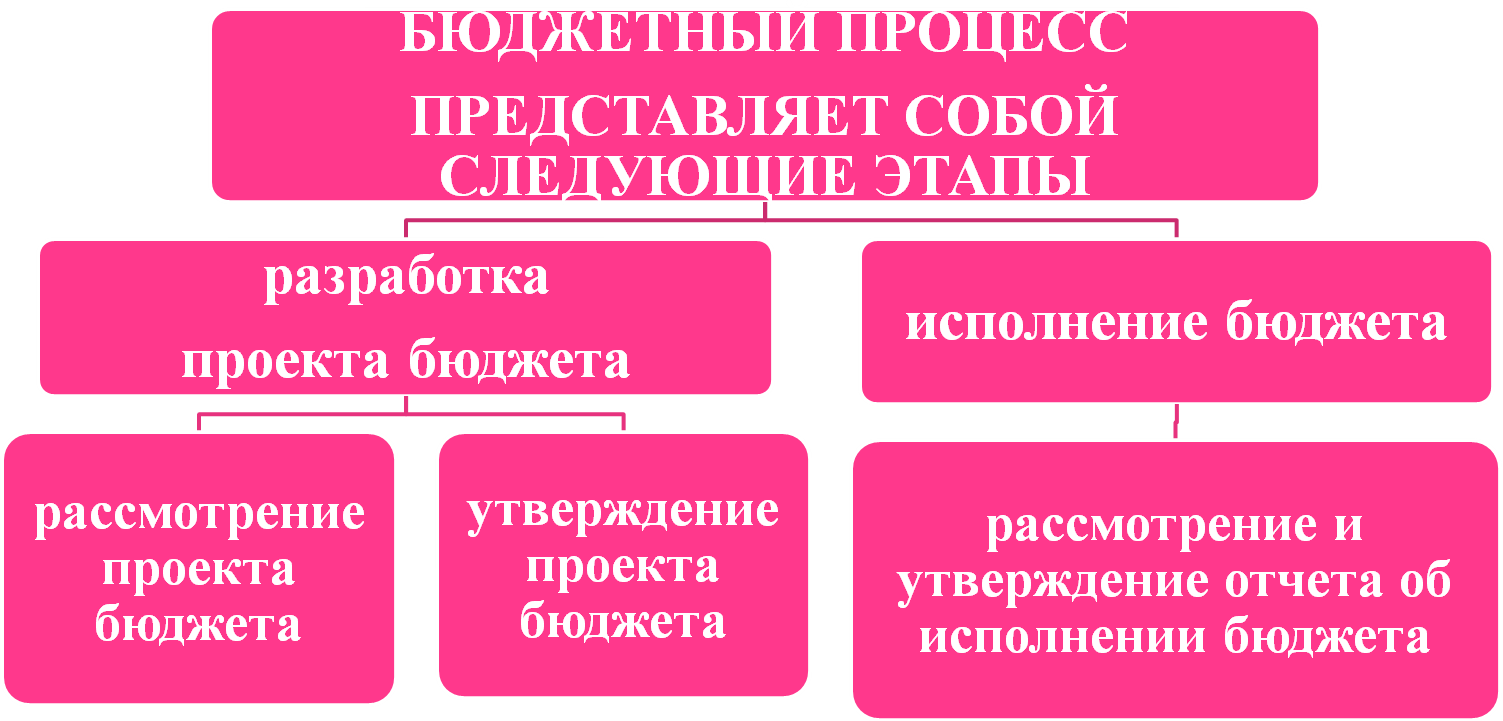 БЮДЖЕТНЫЙ ПРОЦЕСС
ПРЕДСТАВЛЯЕТ СОБОЙ
СЛЕДУЮЩИЕ ЭТАПЫ
разработка
проекта бюджета
исполнение бюджета
рассмотрение
проекта
бюджета
утверждение
проекта
бюджета
рассмотрение и
утверждение отчета об
исполнении бюджета